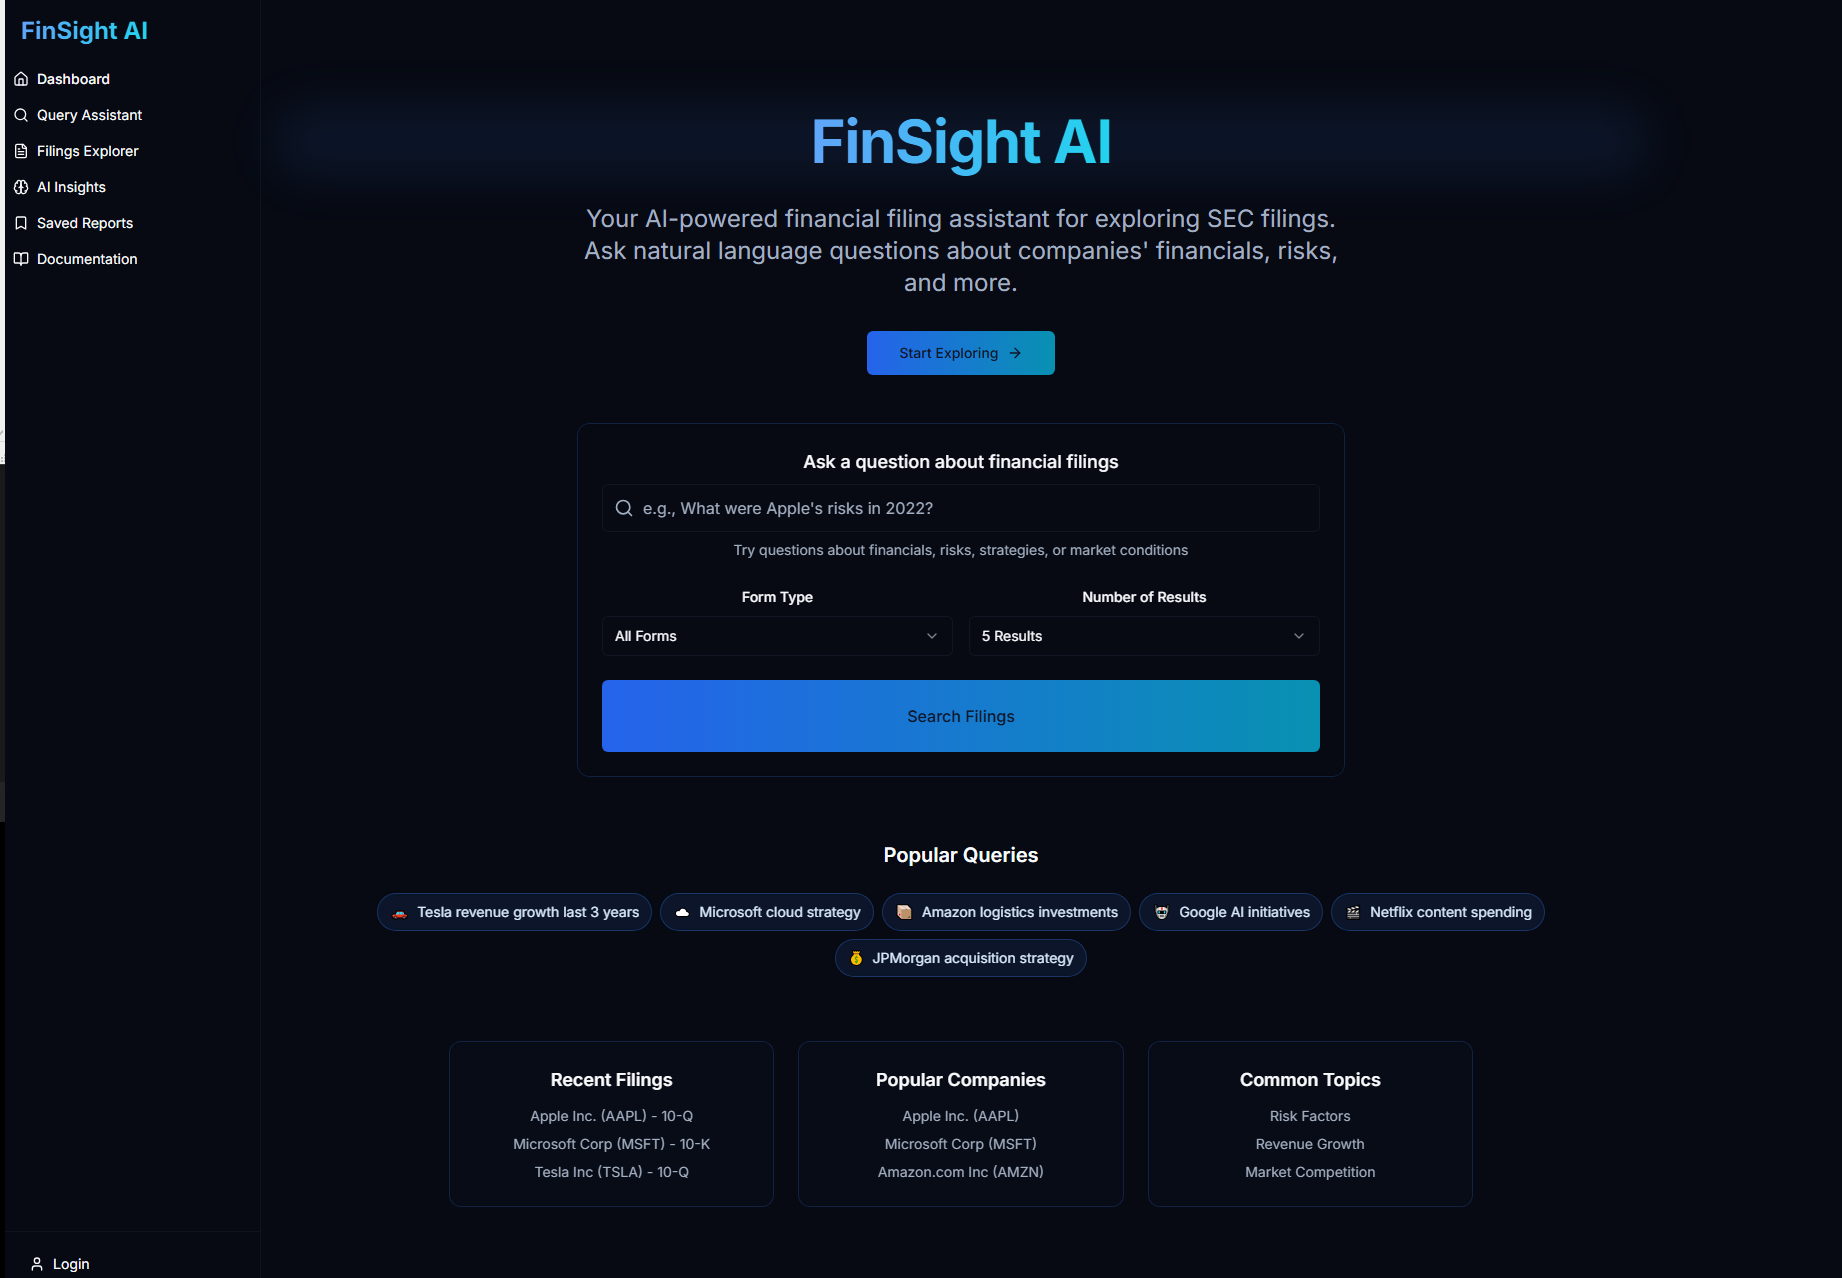 FinSight AI
Dashboard
Query Assistant
Filings Explorer
AI Insights
Saved Reports
Documentation
FinSight AI
Your AI-powered financial filing assistant for exploring SEC filings.
Ask natural language questions about companies' financials, risks,
and more.
Start Exploring
Ask a question about financial filings
e.g., What were Apple's risks in 2022?
Try questions about financials, risks, strategies, or market conditions
Form Type
Number of Results
All Forms
5 Results
Search Filings
Popular Queries
Tesla revenue growth last 3 years
Microsoft cloud strategy
Amazon logistics investments
Google AI initiatives
Netflix content spending
JPMorgan acquisition strategy
Recent Filings
Apple Inc. (AAPL) - 10-Q
Microsoft Corp (MSFT) - 10-K
Tesla Inc (TSLA) - 10-Q
Popular Companies
Apple Inc. (AAPL)
Microsoft Corp (MSFT)
Amazon.com Inc (AMZN)
Common Topics
Risk Factors
Revenue Growth
Market Competition
Login